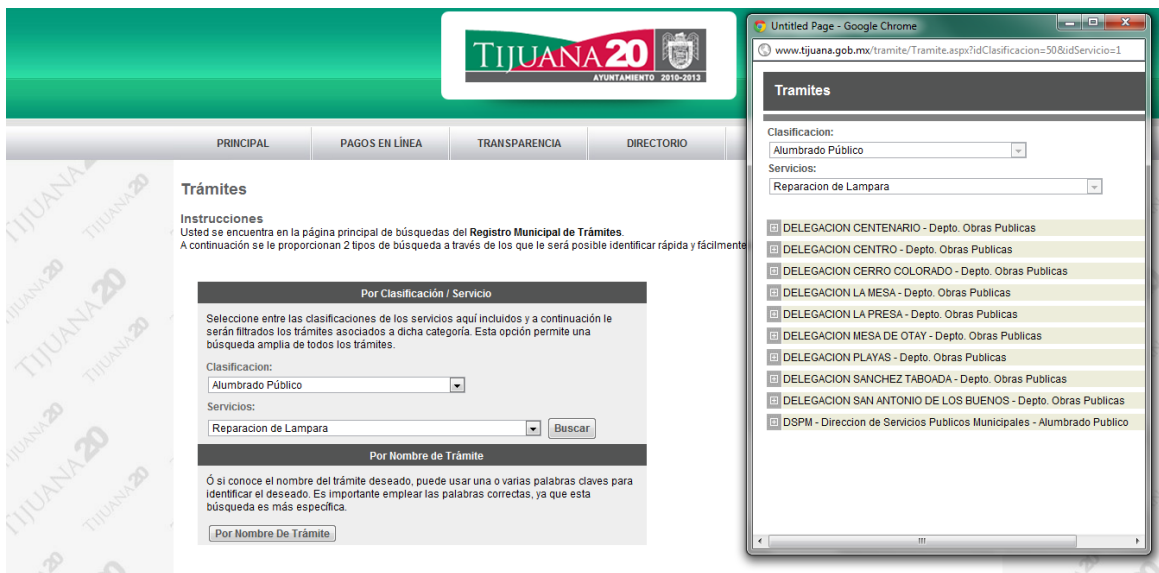 TIJUANA 20
AYUNTAMIENTO 2010-2013
PRINCIPAL
PAGOS EN LÍNEA
TRANSPARENCIA
DIRECTORIO
TIJUANA 20
Trámites
Instrucciones
Usted se encuentra en la página principal de búsquedas del Registro Municipal de Trámites.
A continuación se le proporcionan 2 tipos de búsqueda a través de los que le será posible identificar rápida y fácilmente
Por Clasificación / Servicio
Seleccione entre las clasificaciones de los servicios aquí incluidos y a continuación le
serán filtrados los trámites asociados a dicha categoría. Esta opción permite una
búsqueda amplia de todos los trámites.
Clasificacion:
Alumbrado Público
Servicios:
Reparacion de Lampara
Buscar
Por Nombre de Trámite
Ó si conoce el nombre del trámite deseado, puede usar una o varias palabras claves para
identificar el deseado. Es importante emplear las palabras correctas, ya que esta
búsqueda es más específica.
Por Nombre De Trámite
Untitled Page - Google Chrome
www.tijuana.gob.mx/tramite/Tramite.aspx?idClasificacion=50&idServicio=1
Tramites
Clasificacion:
Alumbrado Público
Servicios:
Reparacion de Lampara
DELEGACION CENTENARIO - Depto. Obras Publicas
DELEGACION CENTRO - Depto. Obras Publicas
DELEGACION CERRO COLORADO - Depto. Obras Publicas
DELEGACION LA MESA - Depto. Obras Publicas
DELEGACION LA PRESA - Depto. Obras Publicas
DELEGACION MESA DE OTAY - Depto. Obras Publicas
DELEGACION PLAYAS - Depto. Obras Publicas
DELEGACION SANCHEZ TABOADA - Depto. Obras Publicas
DELEGACION SAN ANTONIO DE LOS BUENOS - Depto. Obras Publicas
DSPM - Direccion de Servicios Publicos Municipales - Alumbrado Publico